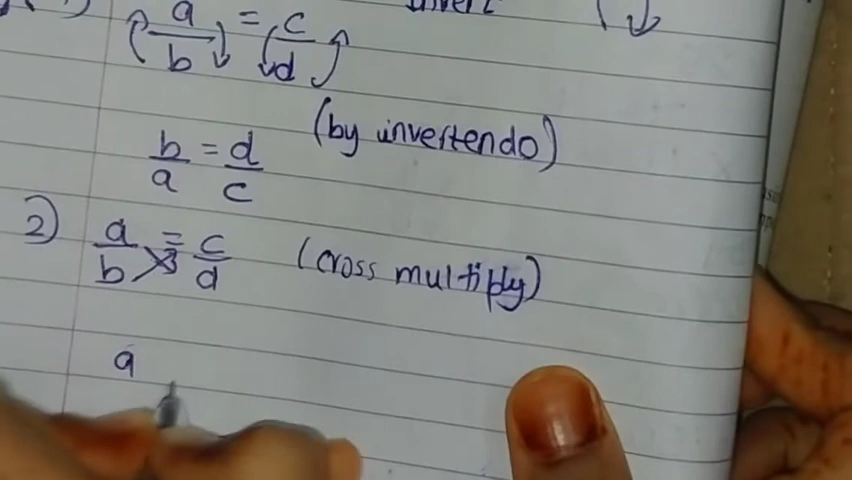 a/b = c/d
(by invertendo)
b/a = d/c
2) a/b = c/d (cross multiply)
a